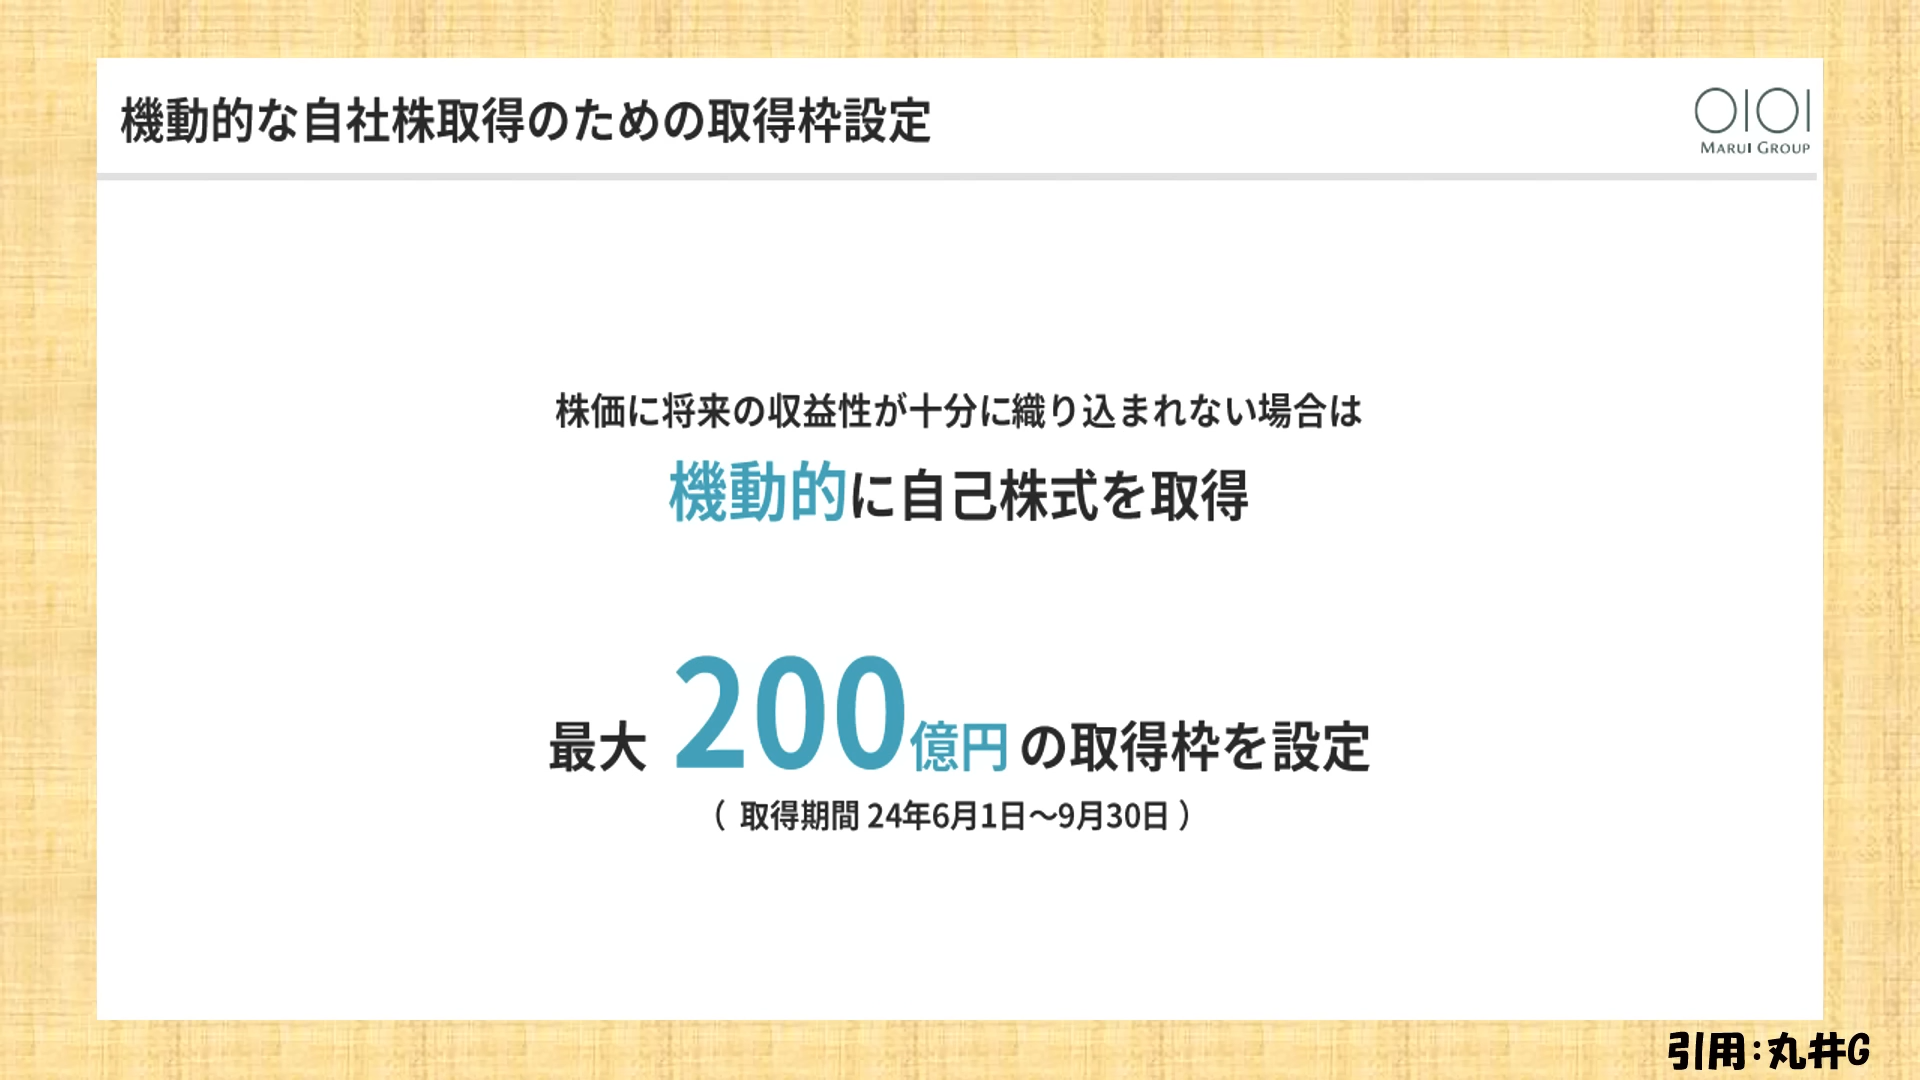 機動的な自社株取得のための取得枠設定
OIOI
MARUI GROUP
株価に将来の収益性が十分に織り込まれない場合は
機動的に自己株式を取得
最大 200億円 の取得枠を設定
( 取得期間 24年6月1日～9月30日 )
引用:丸井G